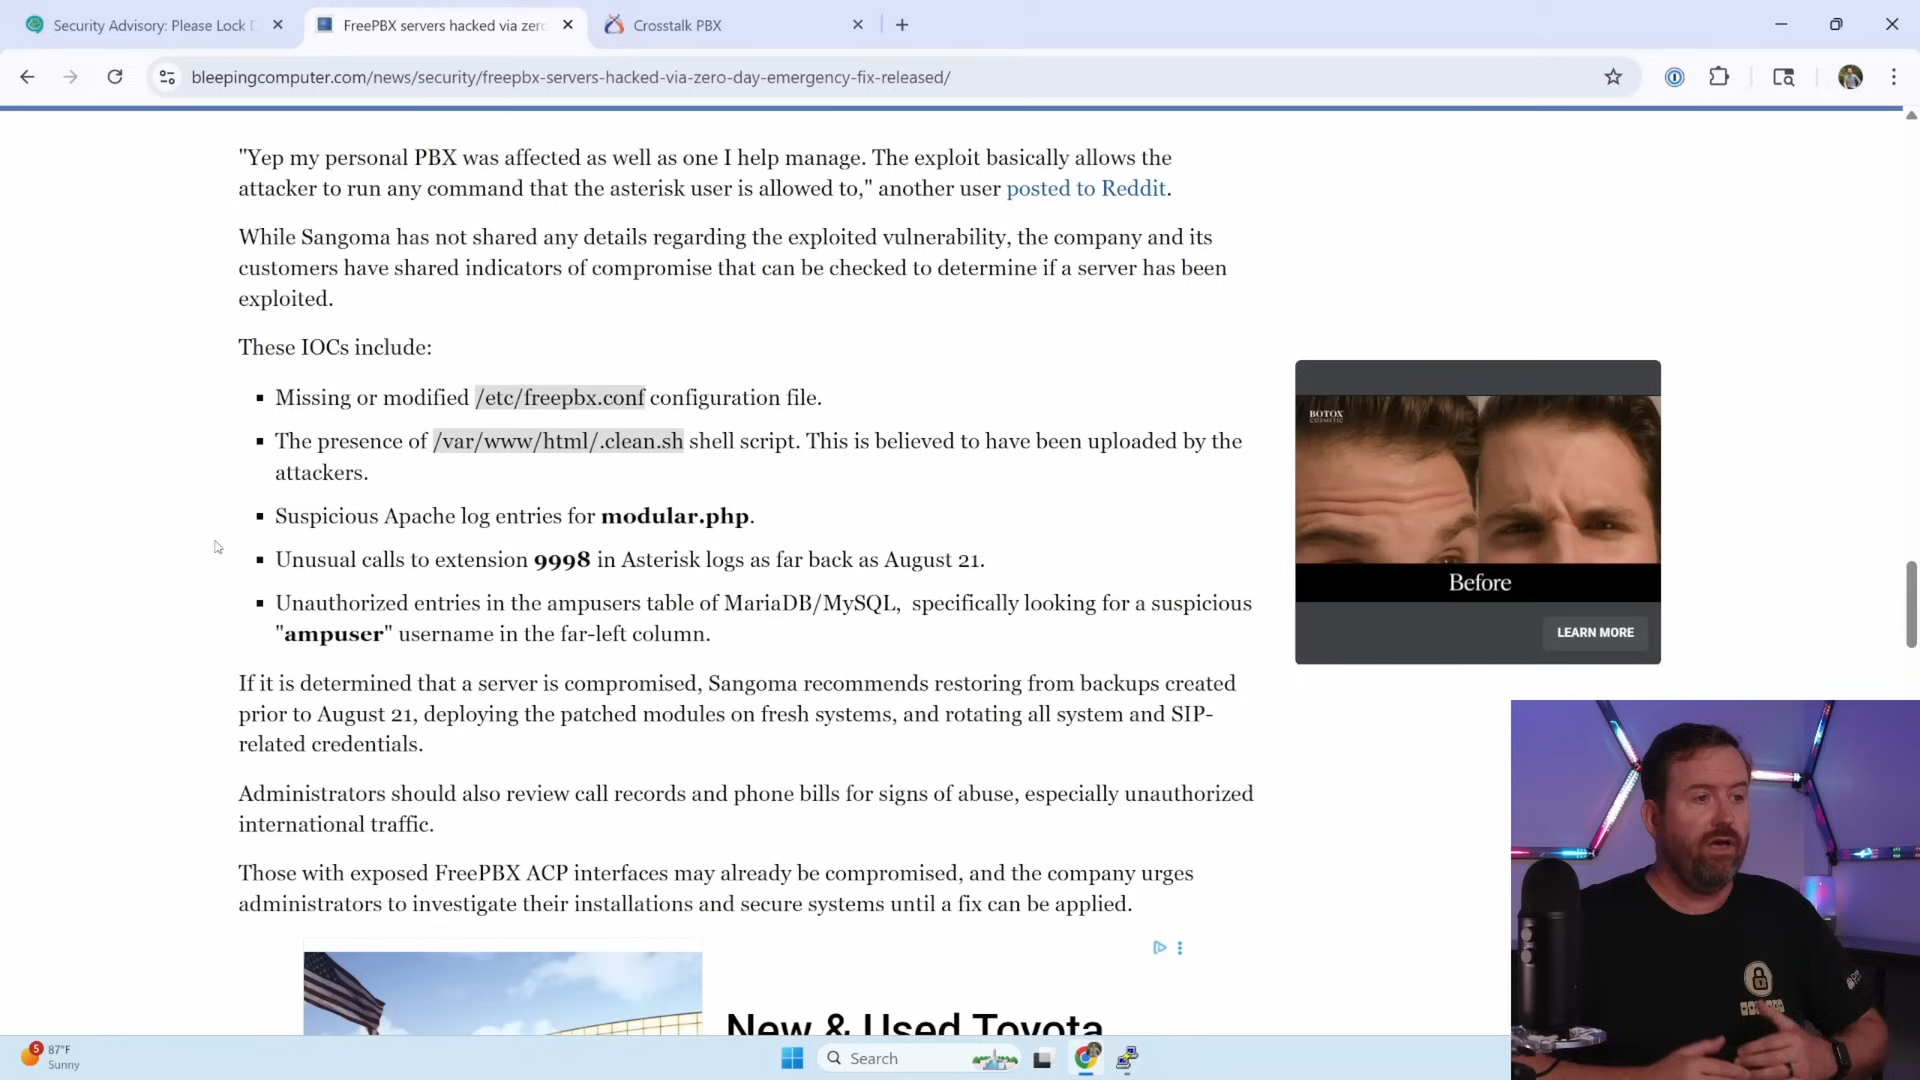 Security Advisory: Please Lock D
FreePBX servers hacked via zero
Crosstalk PBX
bleepingcomputer.com/news/security/freepbx-servers-hacked-via-zero-day-emergency-fix-released/
"Yep my personal PBX was affected as well as one I help manage. The exploit basically allows the
attacker to run any command that the asterisk user is allowed to," another user posted to Reddit.
While Sangoma has not shared any details regarding the exploited vulnerability, the company and its
customers have shared indicators of compromise that can be checked to determine if a server has been
exploited.
These IOCs include:
Missing or modified /etc/freepbx.conf configuration file.
The presence of /var/www/html/.clean.sh shell script. This is believed to have been uploaded by the
attackers.
Suspicious Apache log entries for modular.php.
Unusual calls to extension 9998 in Asterisk logs as far back as August 21.
Unauthorized entries in the ampusers table of MariaDB/MySQL,  specifically looking for a suspicious
"ampuser" username in the far-left column.
If it is determined that a server is compromised, Sangoma recommends restoring from backups created
prior to August 21, deploying the patched modules on fresh systems, and rotating all system and SIP-
related credentials.
Administrators should also review call records and phone bills for signs of abuse, especially unauthorized
international traffic.
Those with exposed FreePBX ACP interfaces may already be compromised, and the company urges
administrators to investigate their installations and secure systems until a fix can be applied.
BOTOX
COSMETIC
Before
LEARN MORE
New & Used Toyota
5
87°F
Sunny
Search